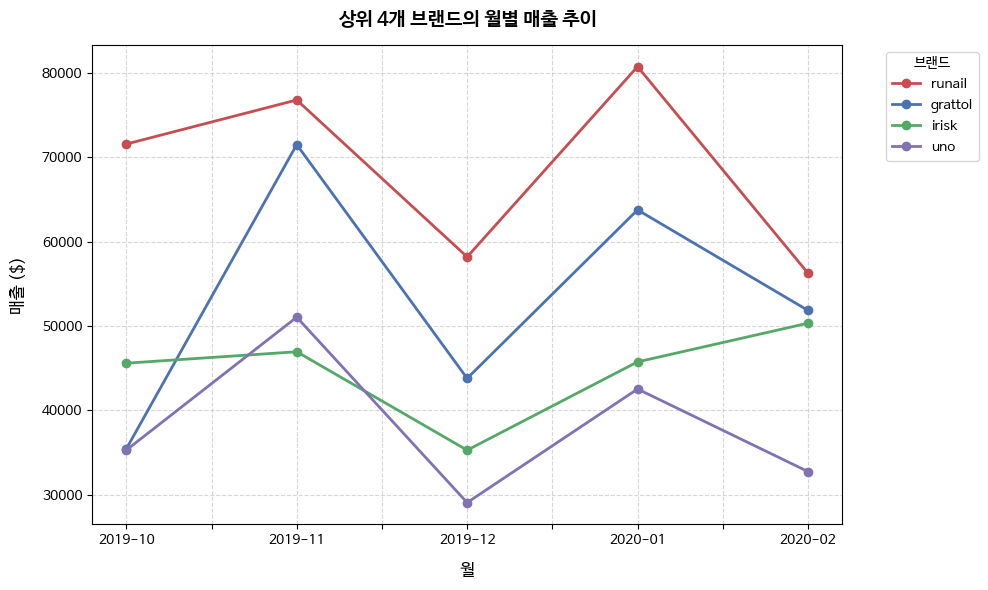 상위 4개 브랜드의 월별 매출 추이
브랜드
runail
grattol
irisk
uno
매출 ($)
80000
70000
60000
50000
40000
30000
2019-10 2019-11 2019-12 2020-01 2020-02
월